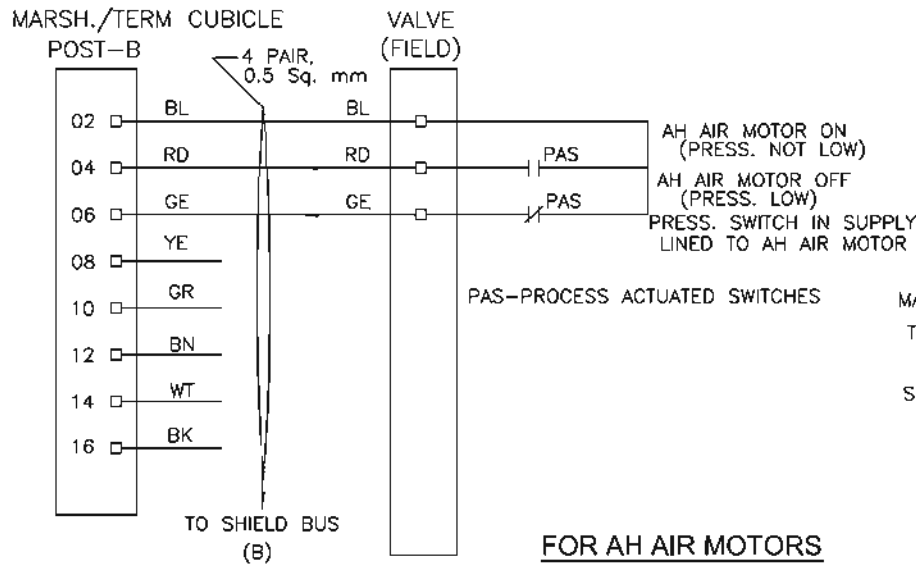 MARSH./TERM CUBICLE
POST-B
VALVE
(FIELD)
4 PAIR,
0.5 Sq. mm
02 BL BL
AH AIR MOTOR ON
(PRESS. NOT LOW)
04 RD RD PAS
AH AIR MOTOR OFF
(PRESS. LOW)
06 GE GE PAS
PRESS. SWITCH IN SUPPLY
LINED TO AH AIR MOTOR
08 YE
10 GR
PAS-PROCESS ACTUATED SWITCHES
MA
T
12 BN
14 WT
S
16 BK
TO SHIELD BUS
(B)
FOR AH AIR MOTORS